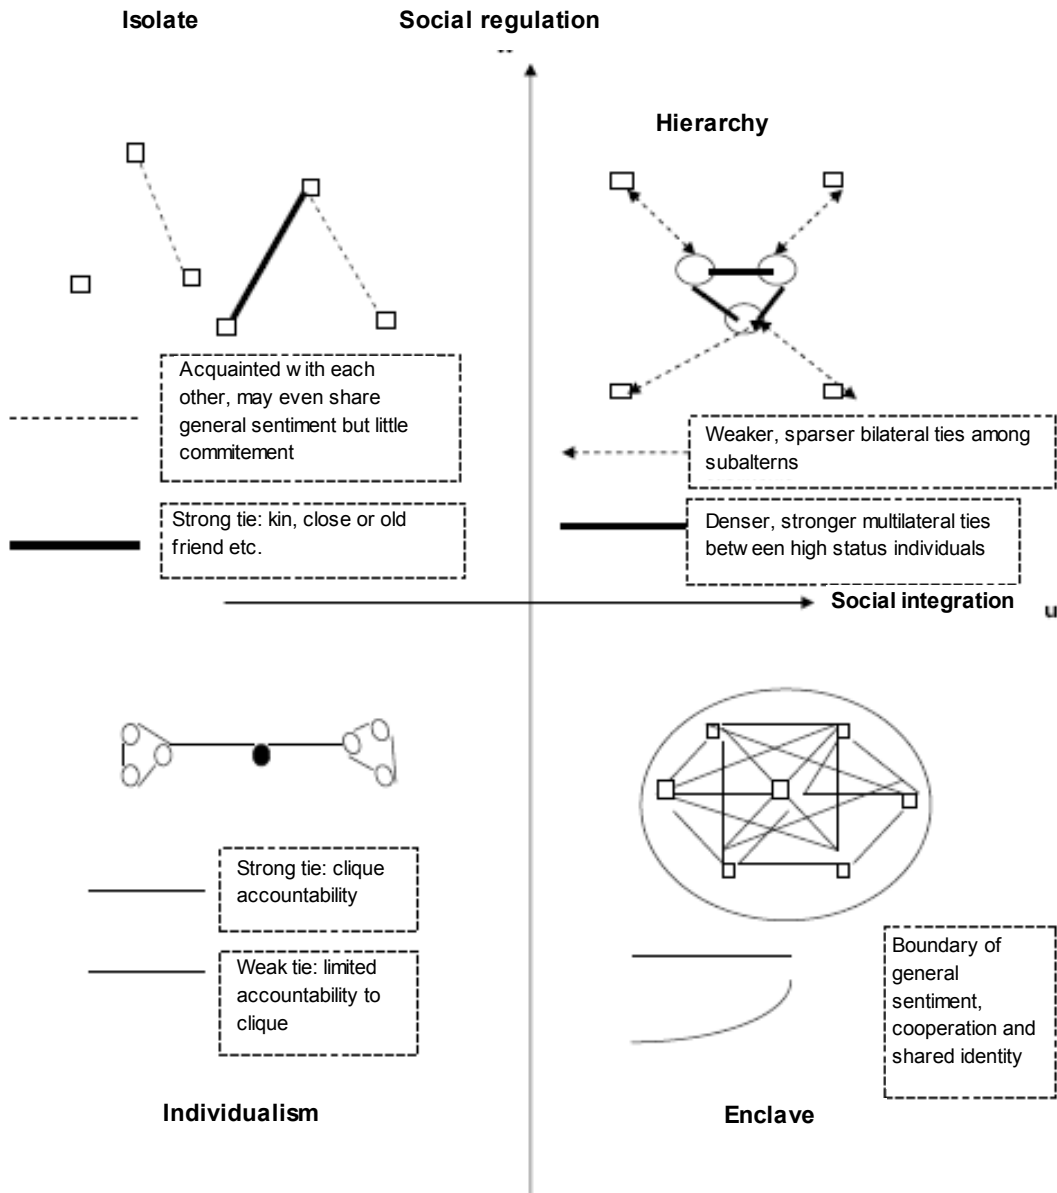 Isolate
Social regulation
Hierarchy
Acquainted with each
other, may even share
general sentiment but little
commitement
Strong tie: kin, close or old
friend etc.
Weaker, sparser bilateral ties among
subalterns
Denser, stronger multilateral ties
between high status individuals
Social integration
u
Strong tie: clique
accountability
Weak tie: limited
accountability to
clique
Boundary of
general
sentiment,
cooperation and
shared identity
Individualism
Enclave